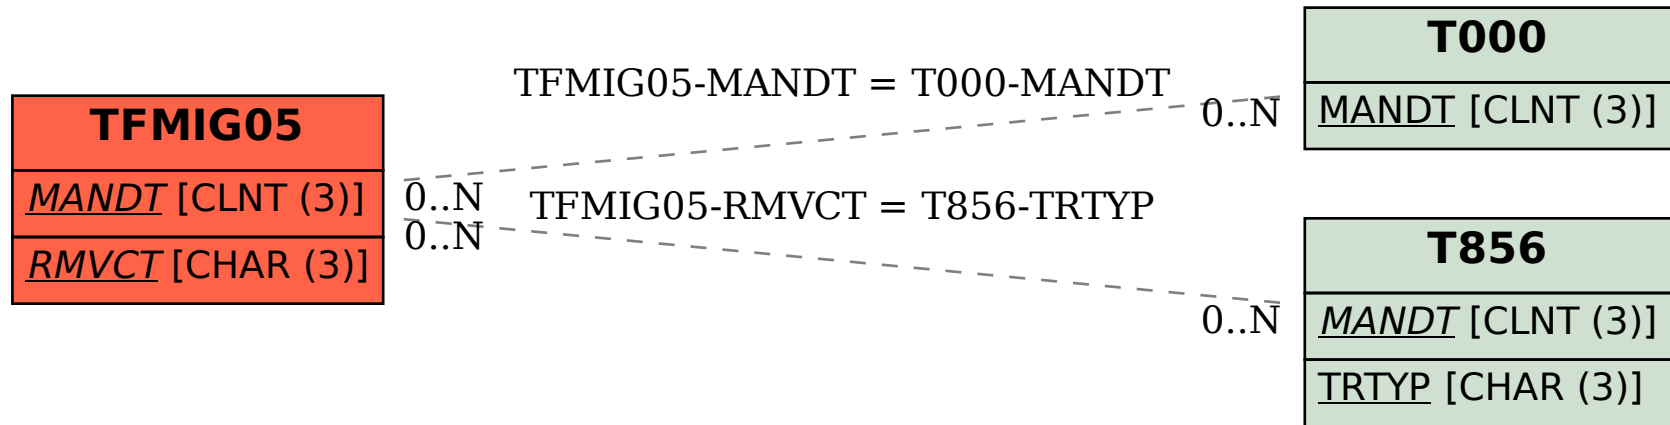 TFMIG05
MANDT [CLNT (3)]
RMVCT [CHAR (3)]
TFMIG05-MANDT = T000-MANDT
0..N
0..N
TFMIG05-RMVCT = T856-TRTYP
0..N
0..N
T000
MANDT [CLNT (3)]
T856
MANDT [CLNT (3)]
TRTYP [CHAR (3)]